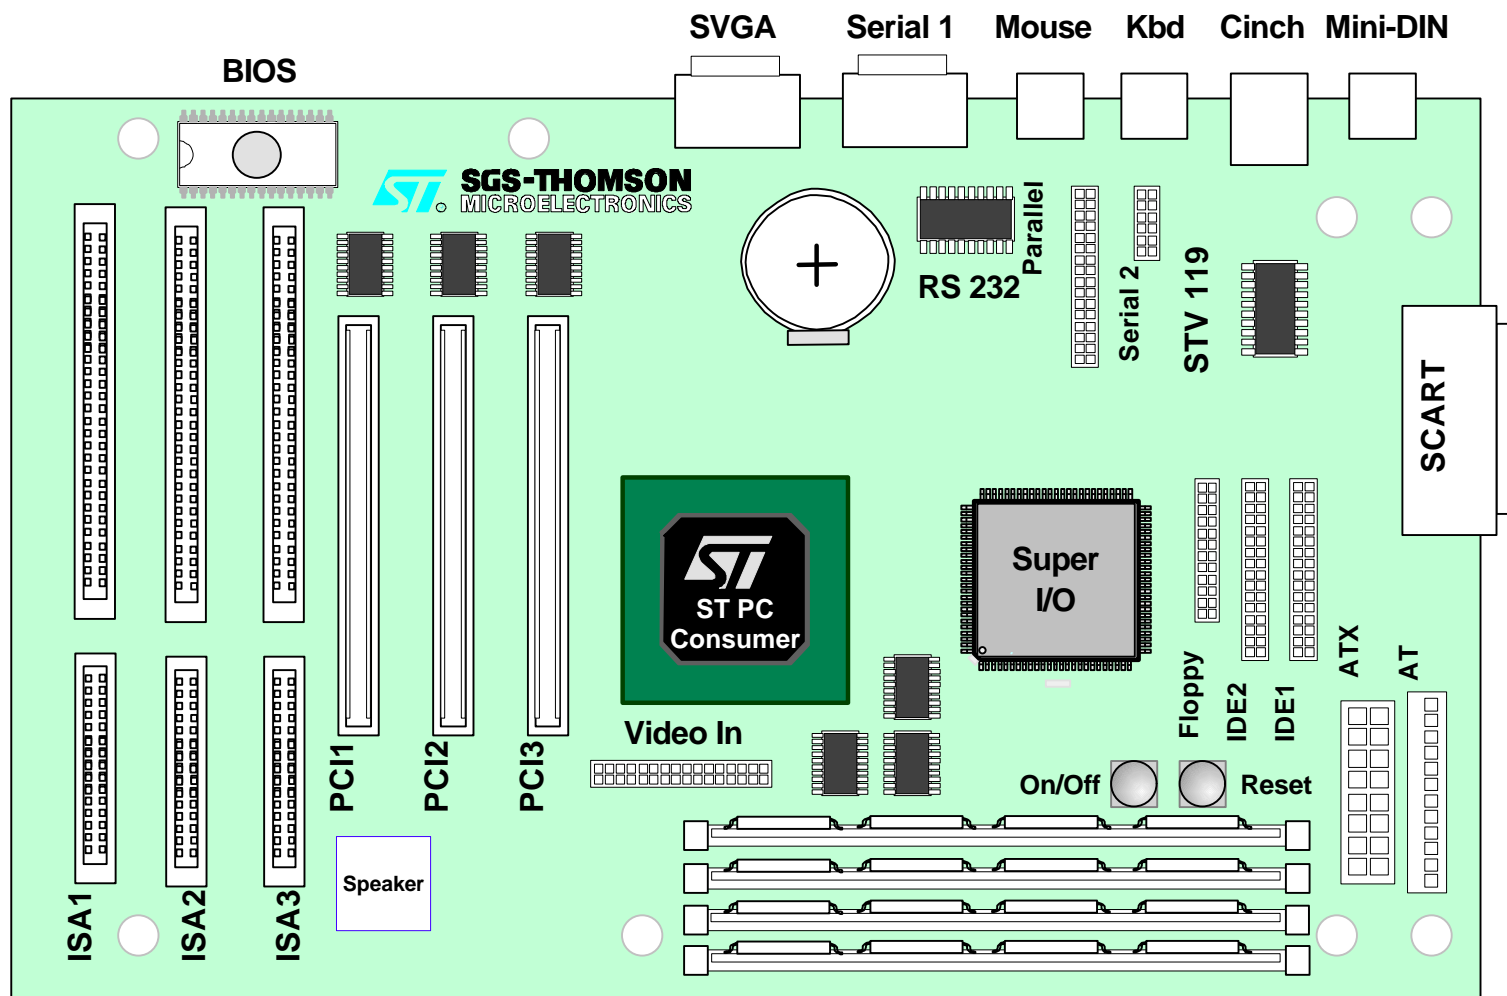 SVGA
Serial 1
Mouse
Kbd
Cinch
Mini-DIN
BIOS
ST.
SGS-THOMSON
MICROELECTRONICS
RS 232
Parallel
Serial 2
STV 119
SCART
ST
ST PC
Consumer
Super
I/O
Floppy
IDE2
IDE1
ATX
AT
Video In
On/Off
Reset
PCI1
PCI2
PCI3
Speaker
ISA1
ISA2
ISA3